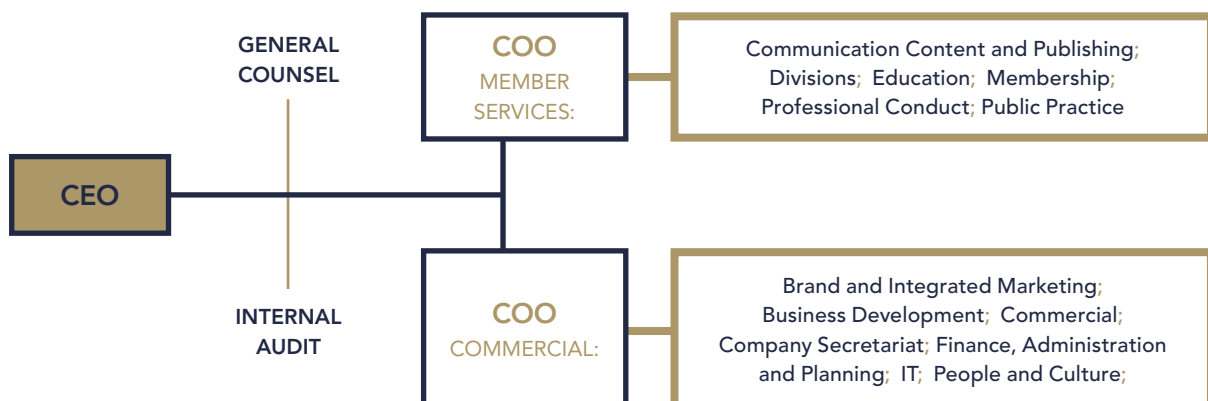 CEO
GENERAL
COUNSEL
INTERNAL
AUDIT
COO
MEMBER
SERVICES:
Communication Content and Publishing;
Divisions; Education; Membership;
Professional Conduct; Public Practice
COO
COMMERCIAL:
Brand and Integrated Marketing;
Business Development; Commercial;
Company Secretariat; Finance, Administration
and Planning; IT; People and Culture;